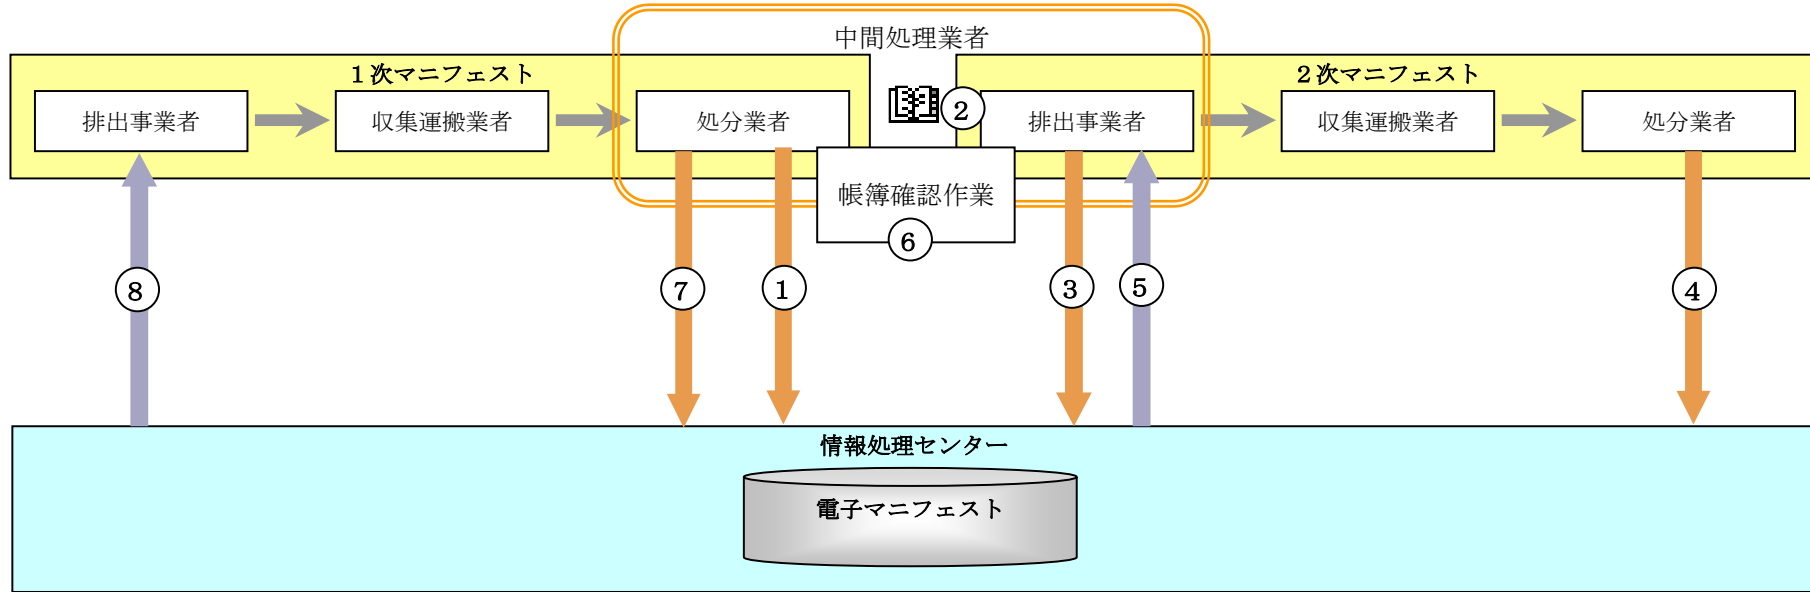 中間処理業者
１次マニフェスト
２次マニフェスト
排出事業者
収集運搬業者
処分業者
②
排出事業者
収集運搬業者
処分業者
帳簿確認作業
⑥
⑧
⑦
①
③
⑤
④
情報処理センター
電子マニフェスト